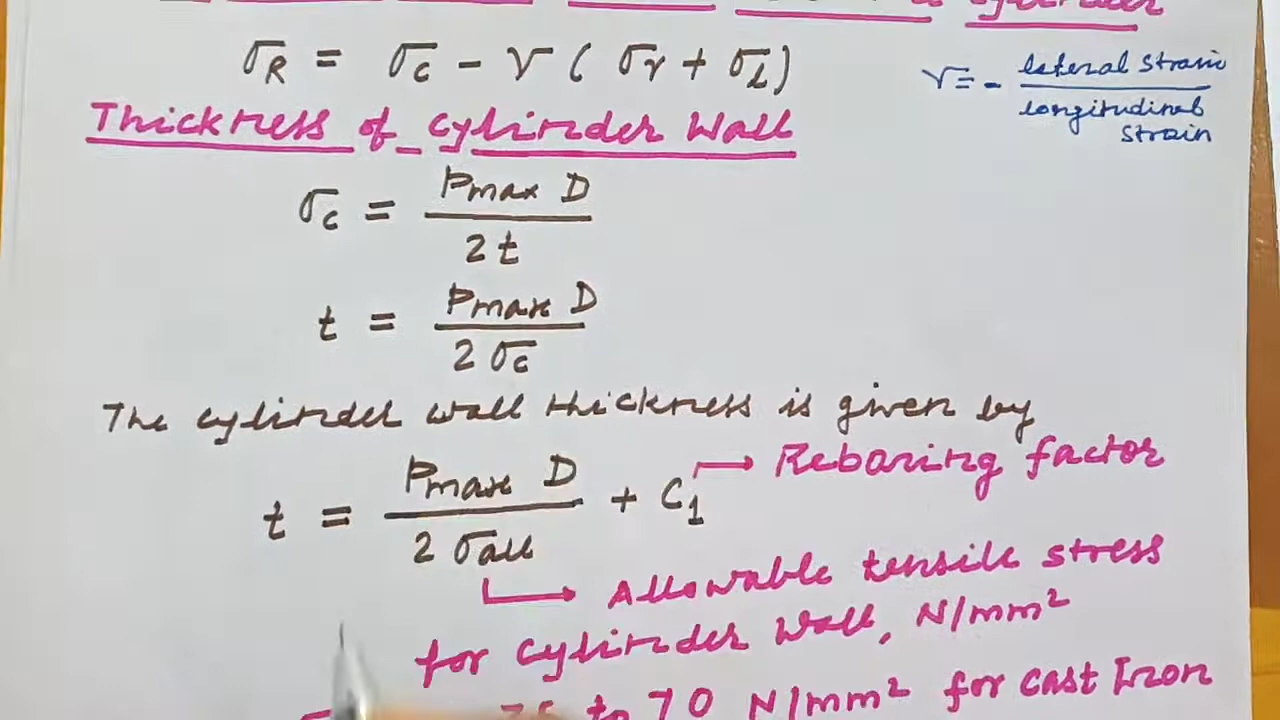 Cylinder
σR = σc - ν ( σr + σL)
ν = - lateral strain / longitudinal strain
Thickness of cylinder Wall
σc = Pmax D / 2 t
t = Pmax D / 2 σc
The cylinder wall thickness is given by
t = Pmax D / 2 σall + C1 → Reboring factor
→ Allowable tensile stress
for cylinder Wall, N/mm²
to 70 N/mm² for cast Iron